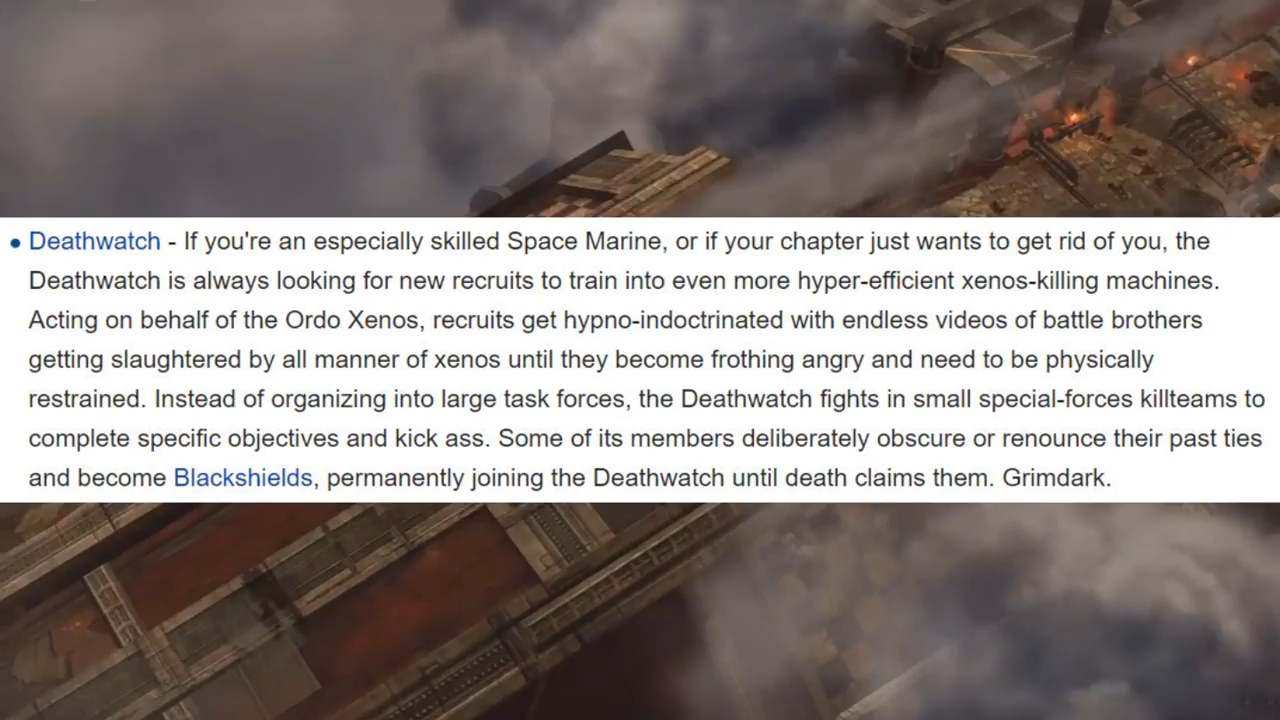 • Deathwatch - If you're an especially skilled Space Marine, or if your chapter just wants to get rid of you, the
Deathwatch is always looking for new recruits to train into even more hyper-efficient xenos-killing machines.
Acting on behalf of the Ordo Xenos, recruits get hypno-indoctrinated with endless videos of battle brothers
getting slaughtered by all manner of xenos until they become frothing angry and need to be physically
restrained. Instead of organizing into large task forces, the Deathwatch fights in small special-forces killteams to
complete specific objectives and kick ass. Some of its members deliberately obscure or renounce their past ties
and become Blackshields, permanently joining the Deathwatch until death claims them. Grimdark.